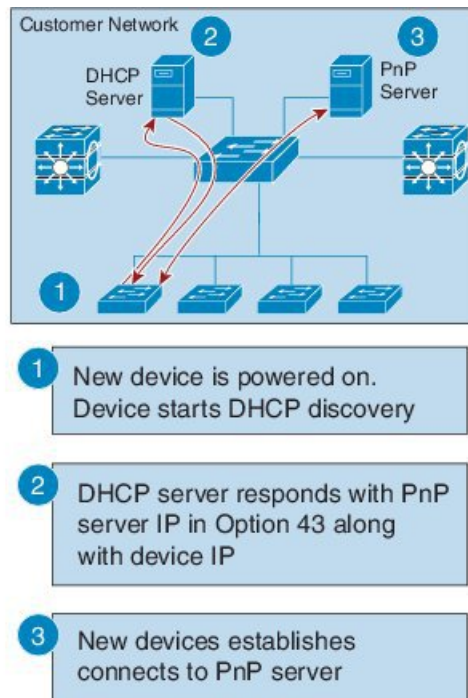 Customer Network
2
3
DHCP
Server
PnP
Server
1
1
New device is powered on.
Device starts DHCP discovery
2
DHCP server responds with PnP
server IP in Option 43 along
with device IP
3
New devices establishes
connects to PnP server